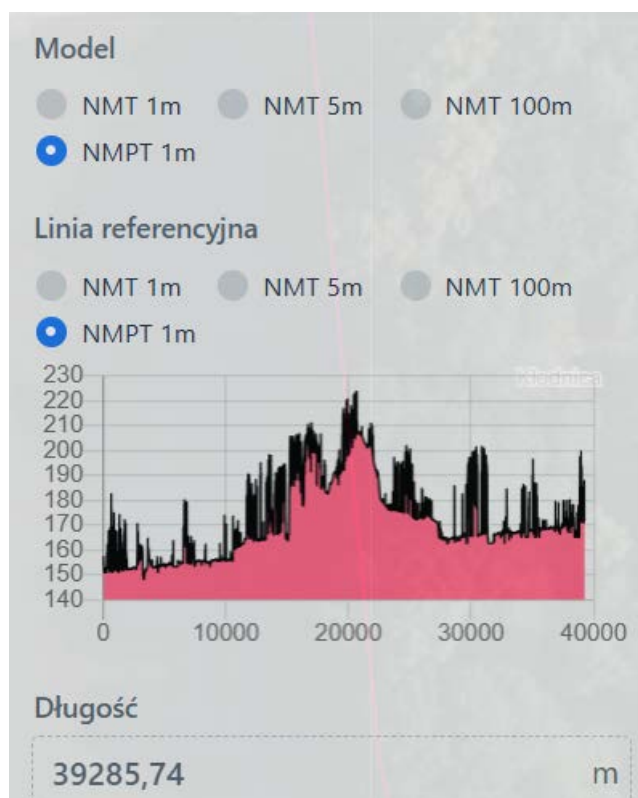 Model
NMT 1m NMT 5m NMT 100m
NMPT 1m
Linia referencyjna
NMT 1m NMT 5m NMT 100m
NMPT 1m
Kłodnica
230
220
210
200
190
180
170
160
150
140
0 10000 20000 30000 40000
Długość
39285,74 m